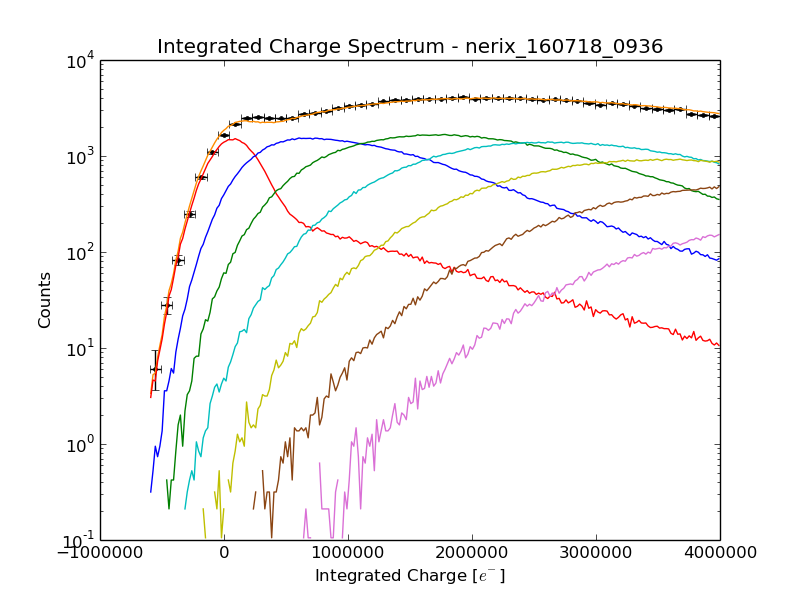 Integrated Charge Spectrum - nerix_160718_0936
10^4
10^3
10^2
10^1
10^0
10^-1
Counts
−1000000 0 1000000 2000000 3000000 4000000
Integrated Charge [e^-]